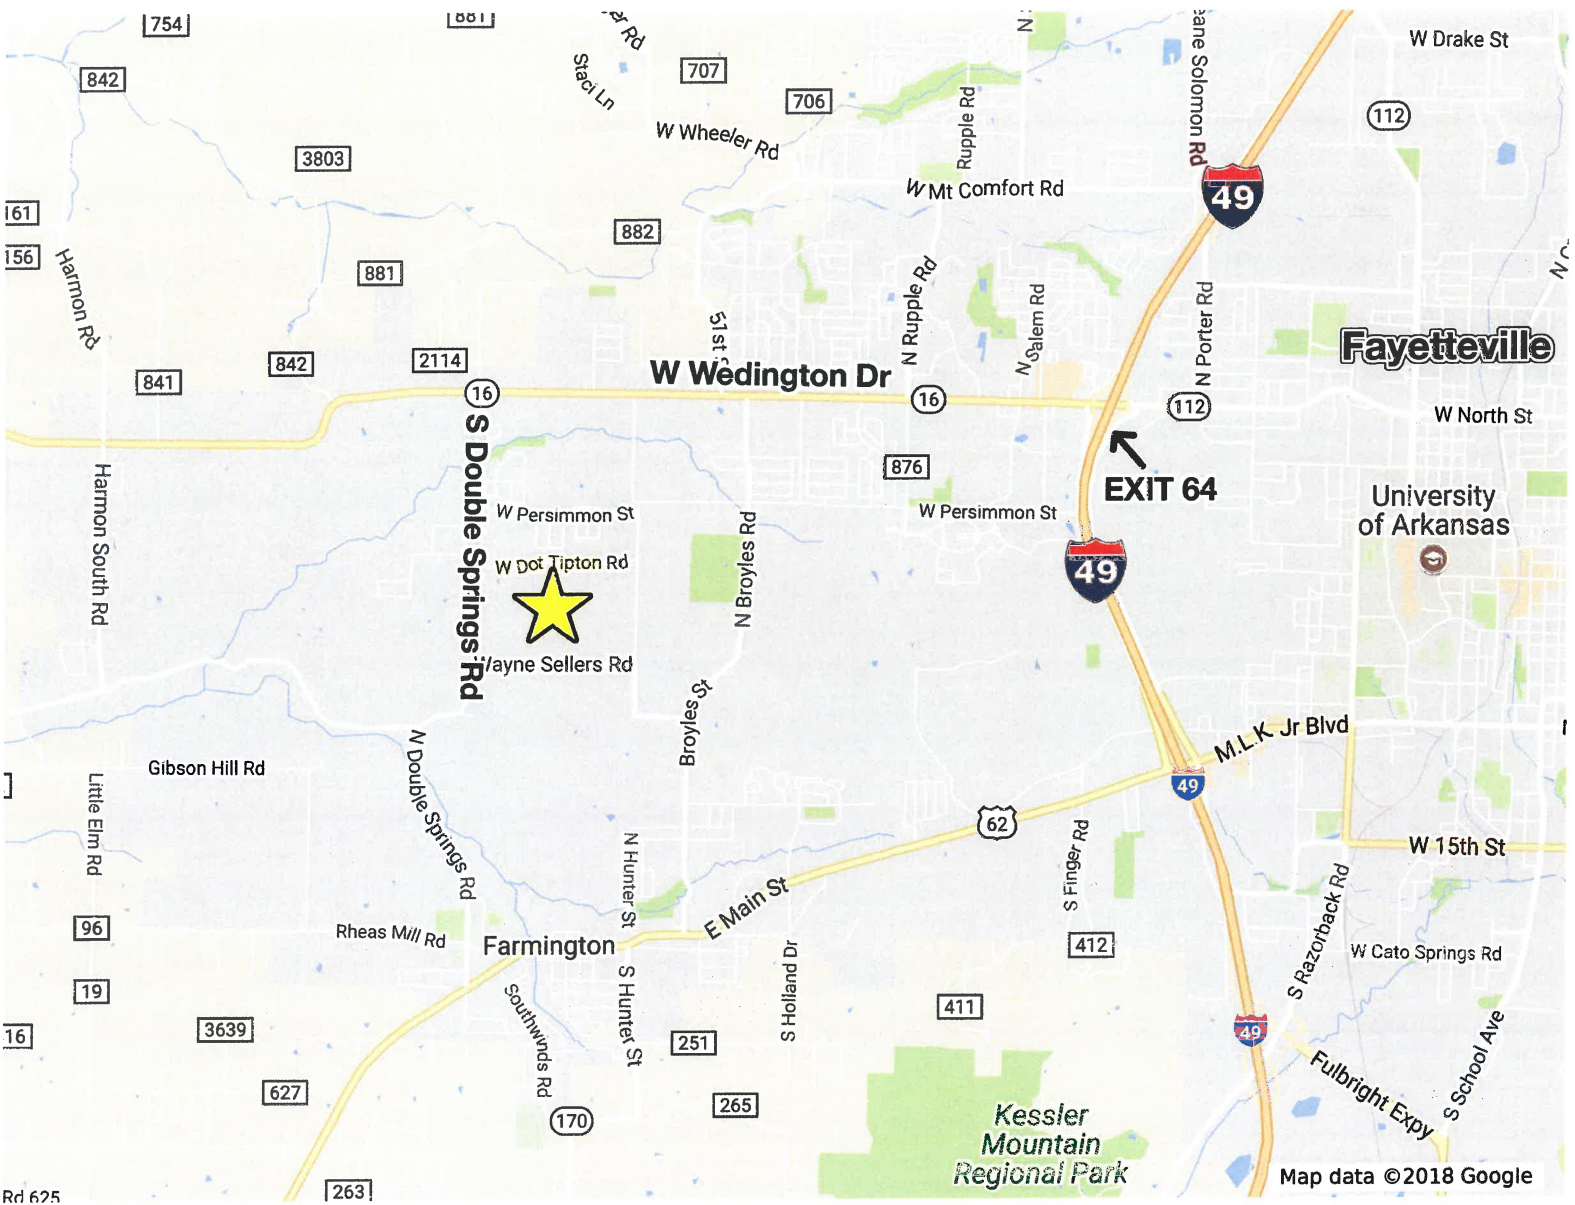 754
881
er Rd
N
eane Solomon Rd
W Drake St
842
Staci Ln
707
706
Rupple Rd
112
W Wheeler Rd
3803
W Mt Comfort Rd
49
161
882
156
Harmon Rd
881
N Rupple Rd
N Salem Rd
N Porter Rd
51st
Fayetteville
842
2114
841
W Wedington Dr
16
16
112
W North St
S Double Springs Rd
Harmon South Rd
876
EXIT 64
University
of Arkansas
W Persimmon St
W Persimmon St
N Broyles Rd
W Dot Tipton Rd
49
Wayne Sellers Rd
Broyles St
M.L.K. Jr Blvd
N Double Springs Rd
Gibson Hill Rd
Little Elm Rd
49
62
N Hunter St
S Finger Rd
W 15th St
E Main St
S Razorback Rd
96
Rheas Mill Rd
Farmington
412
W Cato Springs Rd
19
Southwinds Rd
S Hunter St
S Holland Dr
411
16
3639
251
49
Fulbright Expy
S School Ave
627
265
170
Kessler
Mountain
Regional Park
Map data ©2018 Google
Rd 625
263